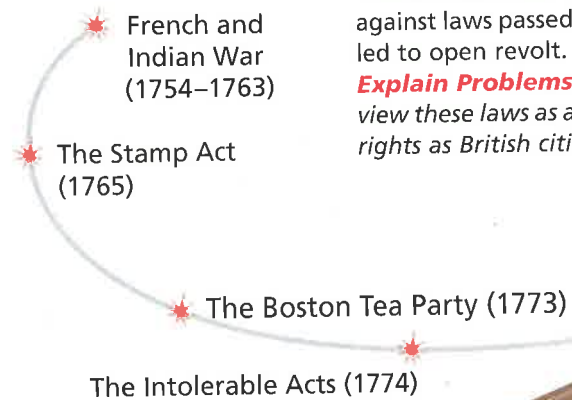 French and
Indian War
(1754–1763)
The Stamp Act
(1765)
The Boston Tea Party (1773)
The Intolerable Acts (1774)
against laws passed
led to open revolt.
Explain Problems
view these laws as a
rights as British citi